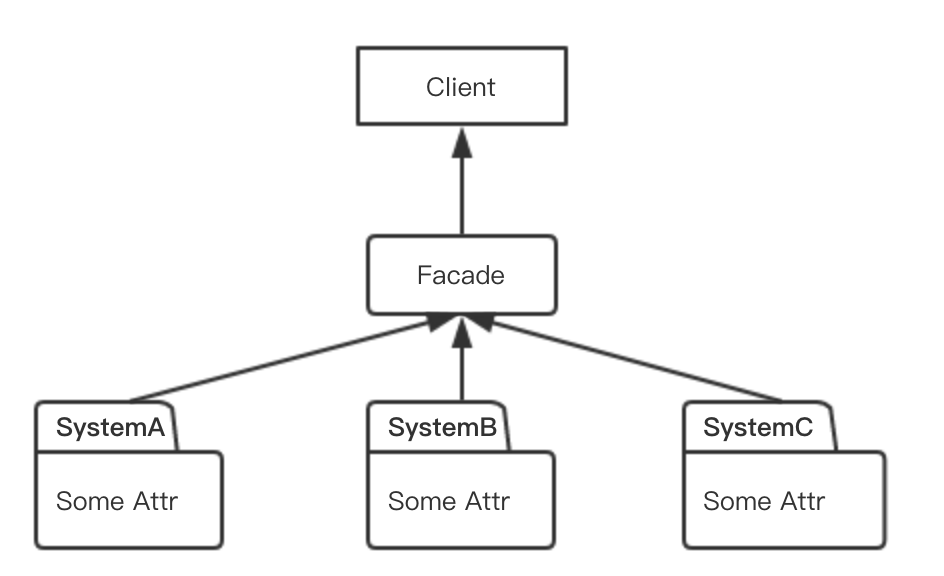 Client
Facade
SystemA
SystemB
SystemC
Some Attr
Some Attr
Some Attr